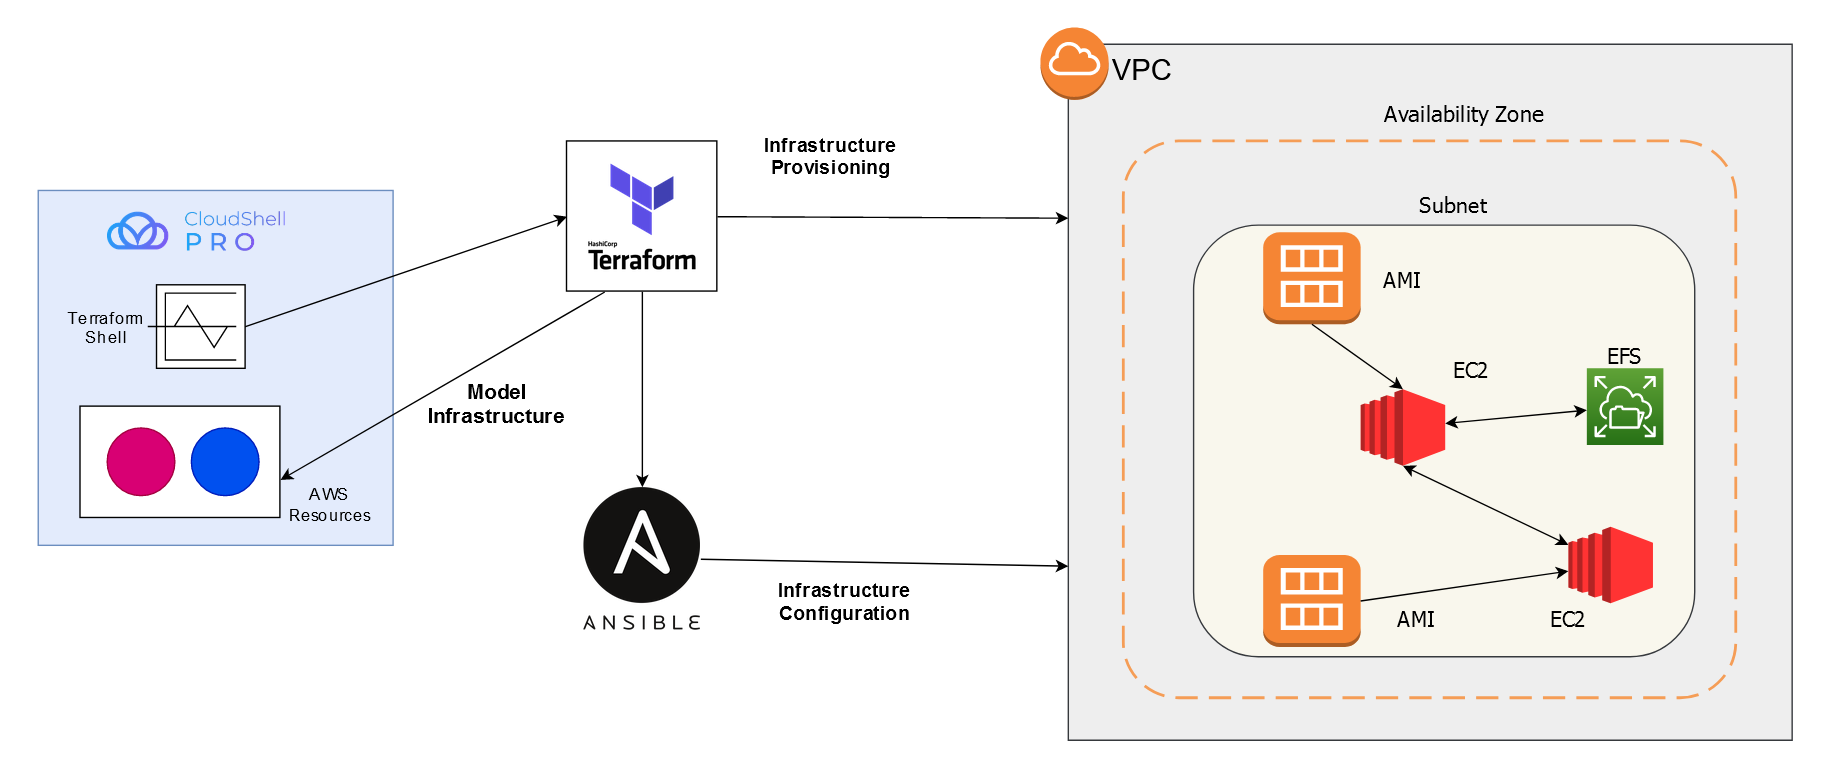 VPC
Availability Zone
Infrastructure
Provisioning
CloudShell
PRO
HashiCorp
Terraform
Subnet
AMI
Terraform
Shell
EFS
EC2
Model
Infrastructure
AWS
Resources
ANSIBLE
Infrastructure
Configuration
AMI
EC2